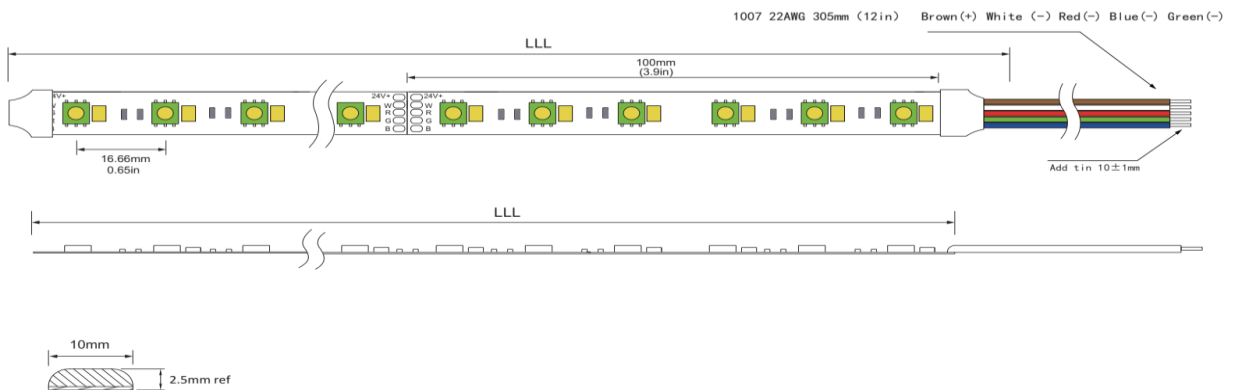 1007 22AWG 305mm (12in) Brown(+) White (-) Red(-) Blue(-) Green(-)
LLL
100mm
(3.9in)
24V+
W
R
G
B
24V+
W
R
G
B
16.66mm
0.65in
Add tin 10±1mm
LLL
10mm
2.5mm ref